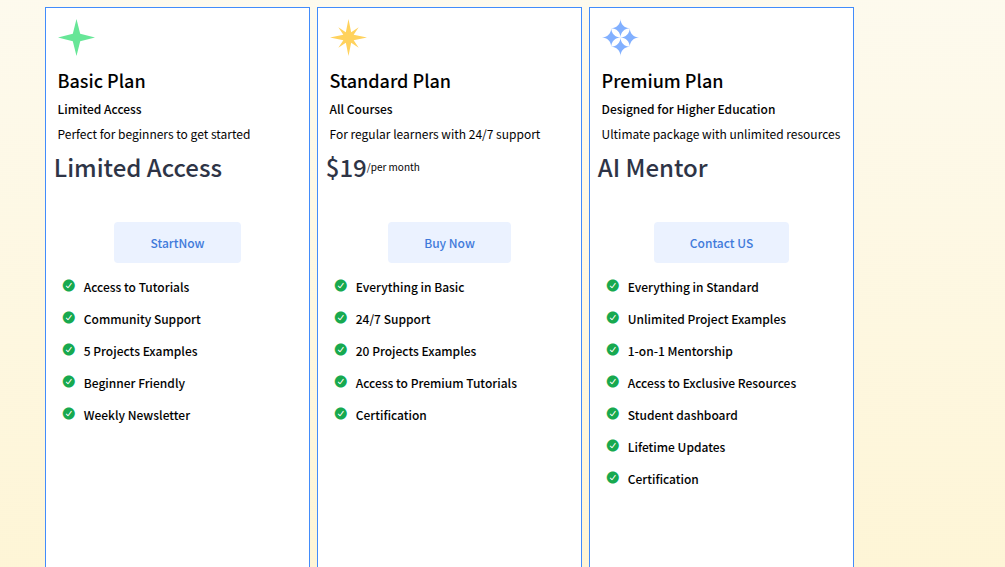 Basic Plan
Limited Access
Perfect for beginners to get started
Limited Access
StartNow
Access to Tutorials
Community Support
5 Projects Examples
Beginner Friendly
Weekly Newsletter
Standard Plan
All Courses
For regular learners with 24/7 support
$19/per month
Buy Now
Everything in Basic
24/7 Support
20 Projects Examples
Access to Premium Tutorials
Certification
Premium Plan
Designed for Higher Education
Ultimate package with unlimited resources
AI Mentor
Contact US
Everything in Standard
Unlimited Project Examples
1-on-1 Mentorship
Access to Exclusive Resources
Student dashboard
Lifetime Updates
Certification